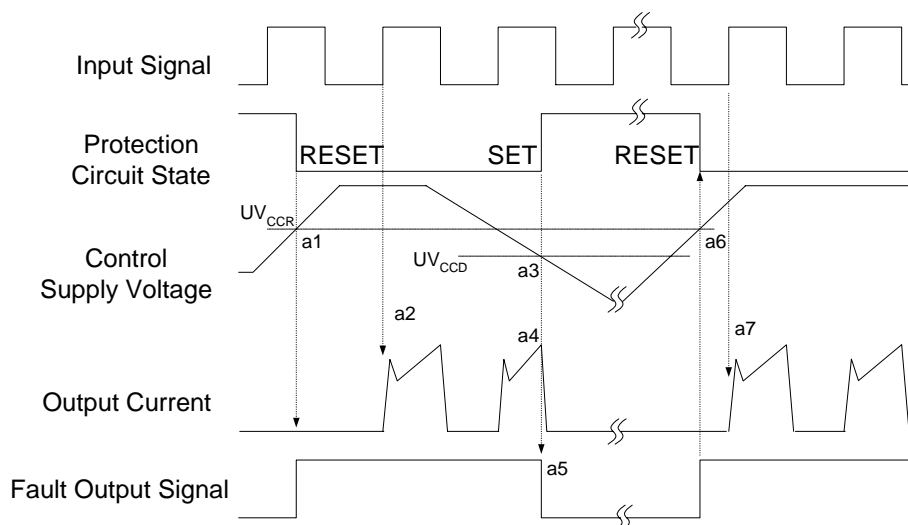 Input Signal
Protection
Circuit State
RESET
SET
RESET
UVCCR
a1
a6
Control
Supply Voltage
UVCCD
a3
a2
a4
a7
Output Current
a5
Fault Output Signal